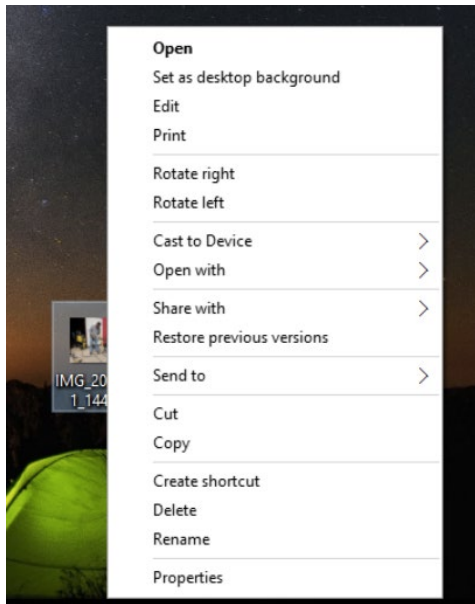 Open
Set as desktop background
Edit
Print
Rotate right
Rotate left
Cast to Device
Open with
Share with
Restore previous versions
Send to
Cut
Copy
Create shortcut
Delete
Rename
Properties
IMG_20
1_144